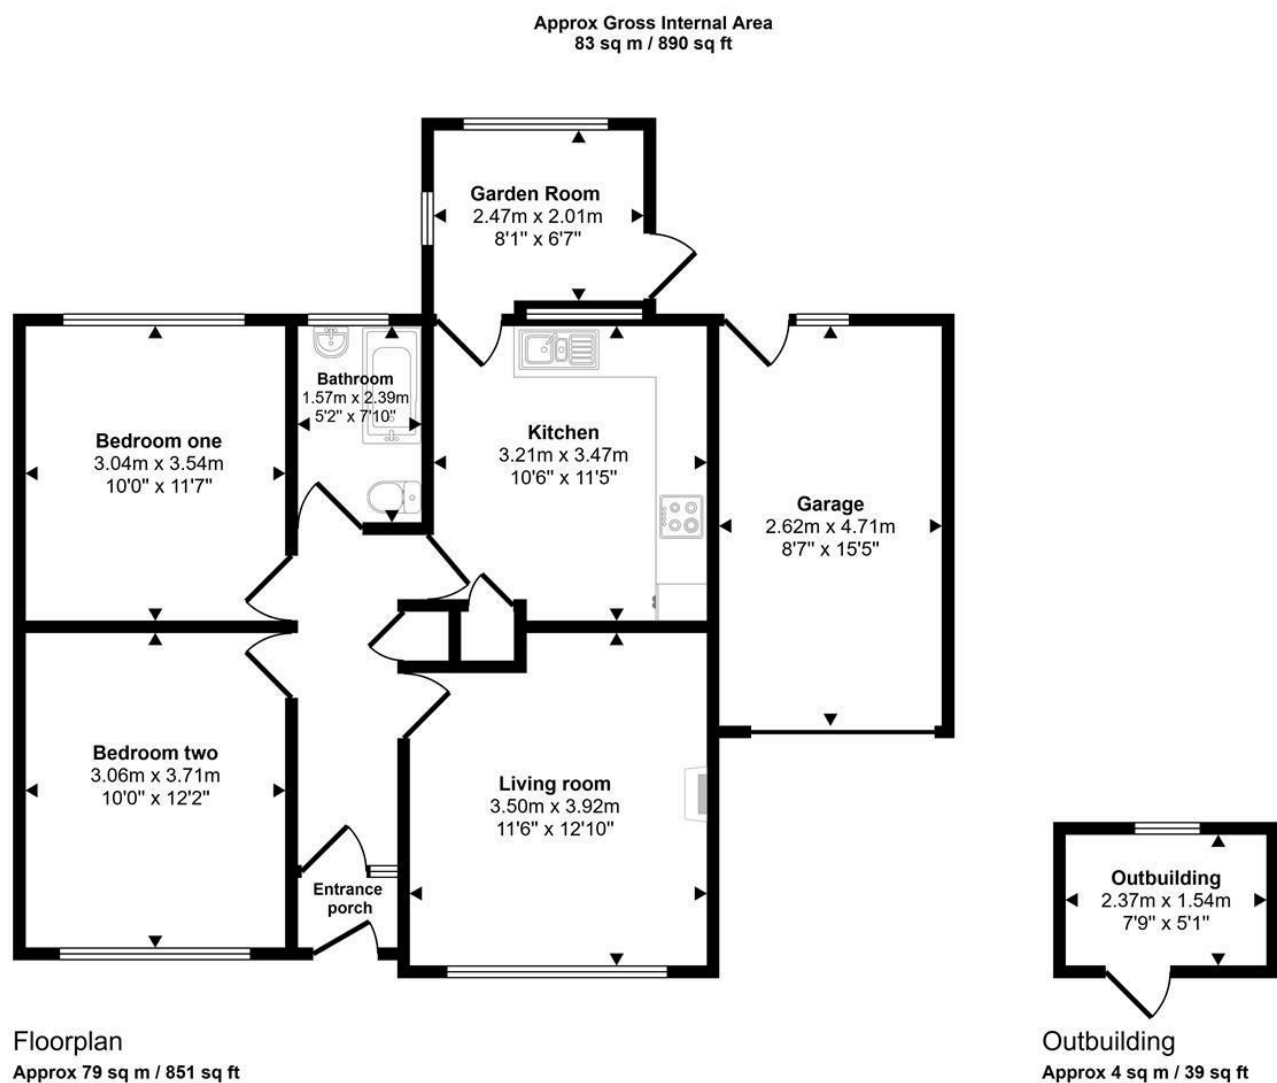 Approx Gross Internal Area
83 sq m / 890 sq ft
Garden Room
2.47m x 2.01m
8'1" x 6'7"
Bathroom
1.57m x 2.39m
5'2" x 7'10"
Bedroom one
3.04m x 3.54m
10'0" x 11'7"
Kitchen
3.21m x 3.47m
10'6" x 11'5"
Garage
2.62m x 4.71m
8'7" x 15'5"
Bedroom two
3.06m x 3.71m
10'0" x 12'2"
Living room
3.50m x 3.92m
11'6" x 12'10"
Entrance
porch
Outbuilding
2.37m x 1.54m
7'9" x 5'1"
Floorplan
Approx 79 sq m / 851 sq ft
Outbuilding
Approx 4 sq m / 39 sq ft